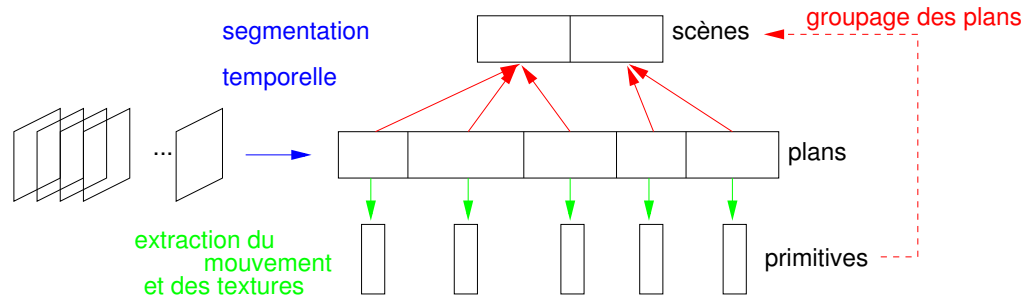 groupage des plans
segmentation
scènes
temporelle
...
plans
extraction du
mouvement
et des textures
primitives